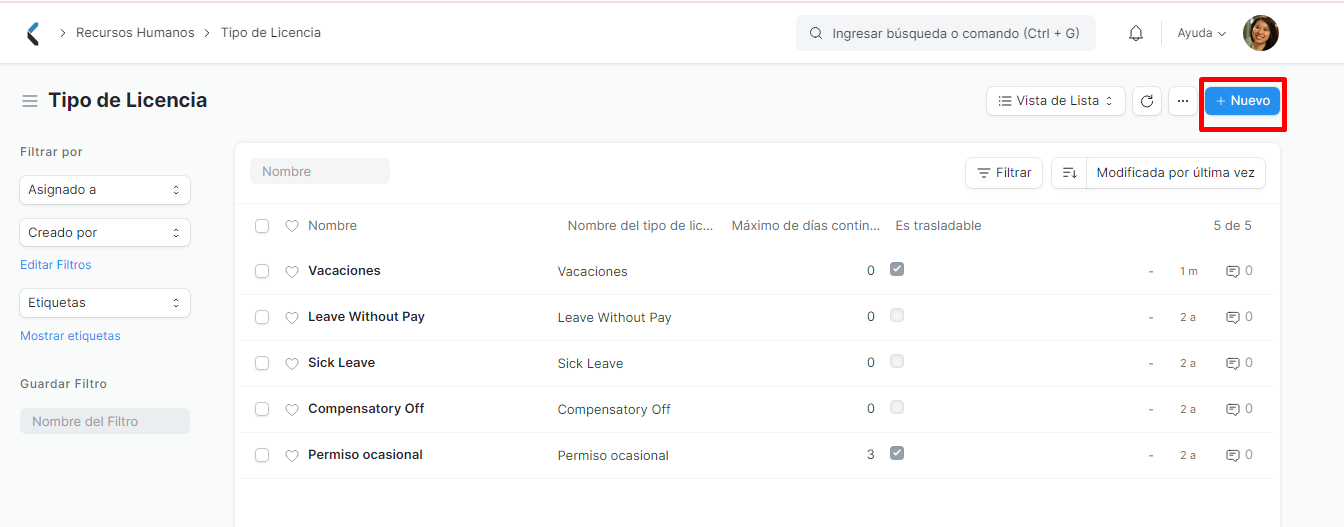 Recursos Humanos Tipo de Licencia Ingresar búsqueda o comando (Ctrl + G) Ayuda
Tipo de Licencia Vista de Lista + Nuevo
Filtrar por
Asignado a
Creado por
Editar Filtros
Etiquetas
Mostrar etiquetas
Guardar Filtro
Nombre del Filtro
Nombre Filtrar Modificada por última vez
Nombre Nombre del tipo de lic... Máximo de días contin... Es trasladable 5 de 5
Vacaciones Vacaciones 0 - 1 m 0
Leave Without Pay Leave Without Pay 0 - 2 a 0
Sick Leave Sick Leave 0 - 2 a 0
Compensatory Off Compensatory Off 0 - 2 a 0
Permiso ocasional Permiso ocasional 3 - 2 a 0